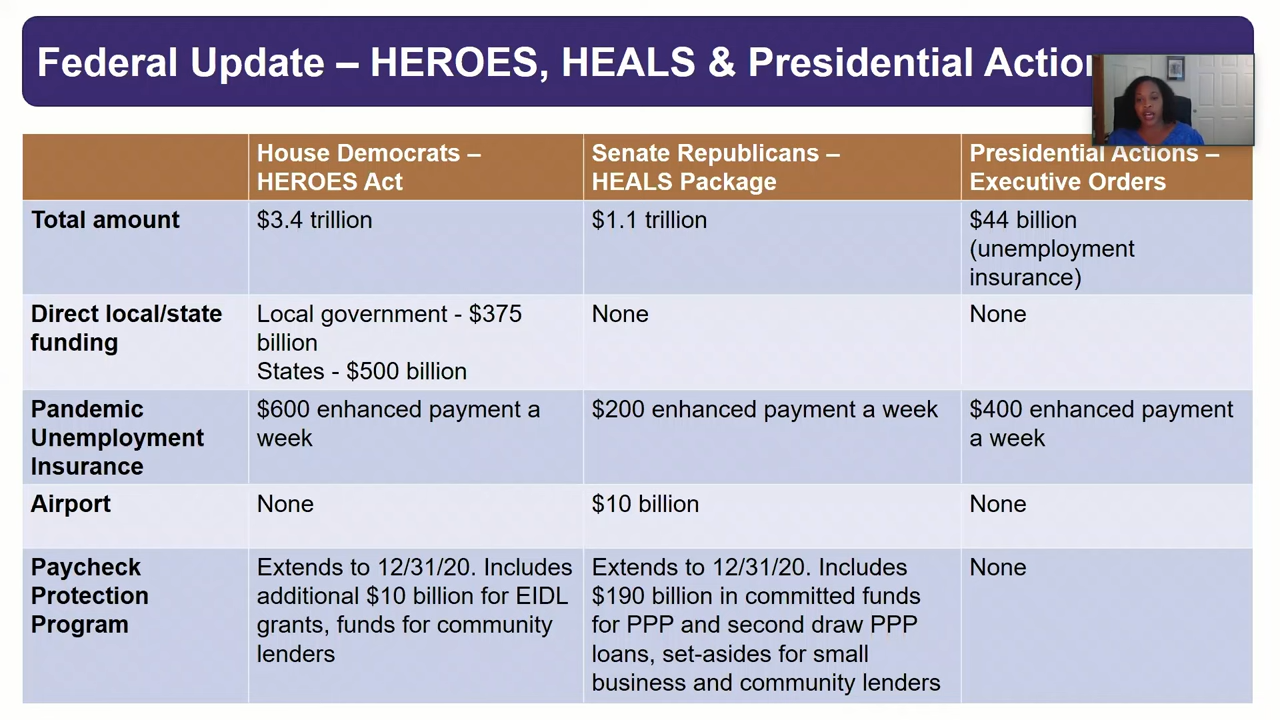 Federal Update – HEROES, HEALS & Presidential Action
House Democrats –
HEROES Act
Senate Republicans –
HEALS Package
Presidential Actions –
Executive Orders
Total amount
$3.4 trillion
$1.1 trillion
$44 billion
(unemployment
insurance)
Direct local/state
funding
Local government - $375
billion
States - $500 billion
None
None
Pandemic
Unemployment
Insurance
$600 enhanced payment a
week
$200 enhanced payment a week
$400 enhanced payment
a week
Airport
None
$10 billion
None
Paycheck
Protection
Program
Extends to 12/31/20. Includes
additional $10 billion for EIDL
grants, funds for community
lenders
Extends to 12/31/20. Includes
$190 billion in committed funds
for PPP and second draw PPP
loans, set-asides for small
business and community lenders
None